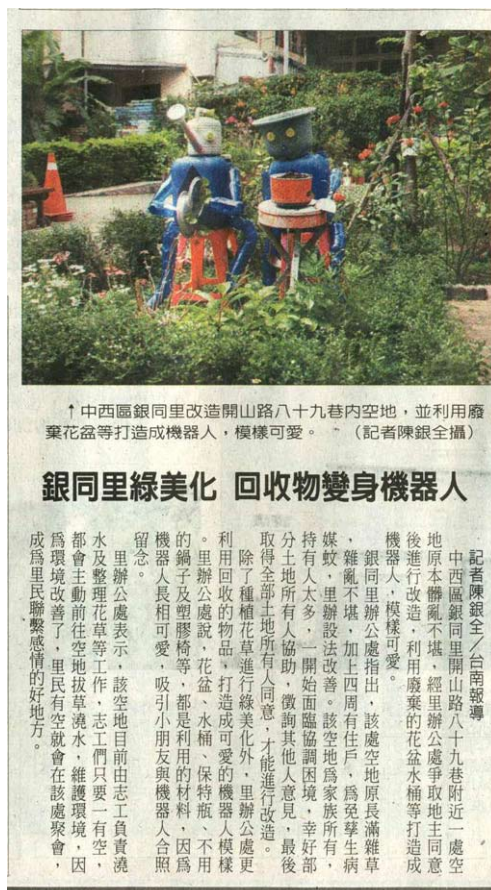 ↑中西區銀同里改造開山路八十九巷內空地，並利用廢
棄花盆等打造成機器人，模樣可愛。（記者陳銀全攝）
銀同里綠美化 回收物變身機器人
記者陳銀全／台南報導
中西區銀同里開山路八十九巷附近一處空
地原本髒亂不堪，經里辦公處爭取地主同意
後進行改造，利用廢棄的花盆水桶等打造成
機器人，模樣可愛。
銀同里辦公處指出，該處空地原長滿雜草
，雜亂不堪，加上四周有住戶，為免孳生病
媒蚊，里辦設法改善。該空地為家族所有，
持有人太多，一開始面臨協調困境，幸好部
分土地所有人協助，徵詢其他人意見，最後
取得全部土地所有人同意，才能進行改造。
除了種植花草進行綠美化外，里辦公處更
利用回收的物品，打造成可愛的機器人模樣
。里辦公處說，花盆、水桶、保特瓶、不用
的鍋子及塑膠椅等，都是利用的材料，因為
機器人長相可愛，吸引小朋友與機器人合照
留念。
里辦公處表示，該空地目前由志工負責澆
水及整理花草等工作，志工們只要一有空，
都會主動前往空地拔草澆水，維護環境，因
為環境改善了，里民有空就會在該處聚會，
成為里民聯繫感情的好地方。